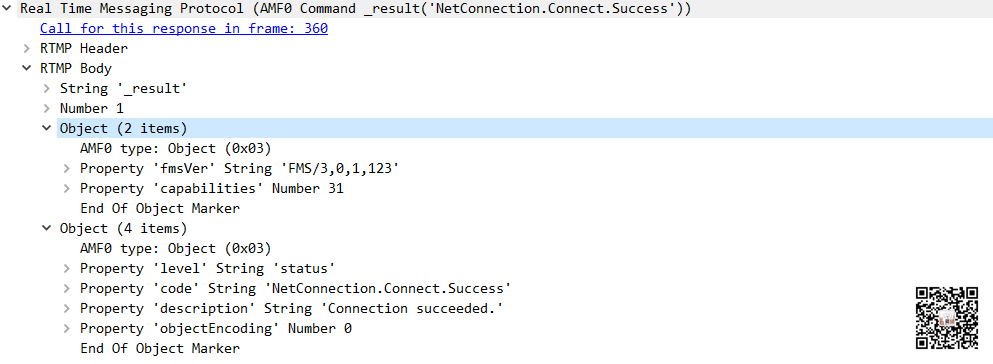 Real Time Messaging Protocol (AMF0 Command _result('NetConnection.Connect.Success'))
Call for this response in frame: 360
RTMP Header
RTMP Body
String '_result'
Number 1
Object (2 items)
AMF0 type: Object (0x03)
Property 'fmsVer' String 'FMS/3,0,1,123'
Property 'capabilities' Number 31
End Of Object Marker
Object (4 items)
AMF0 type: Object (0x03)
Property 'level' String 'status'
Property 'code' String 'NetConnection.Connect.Success'
Property 'description' String 'Connection succeeded.'
Property 'objectEncoding' Number 0
End Of Object Marker